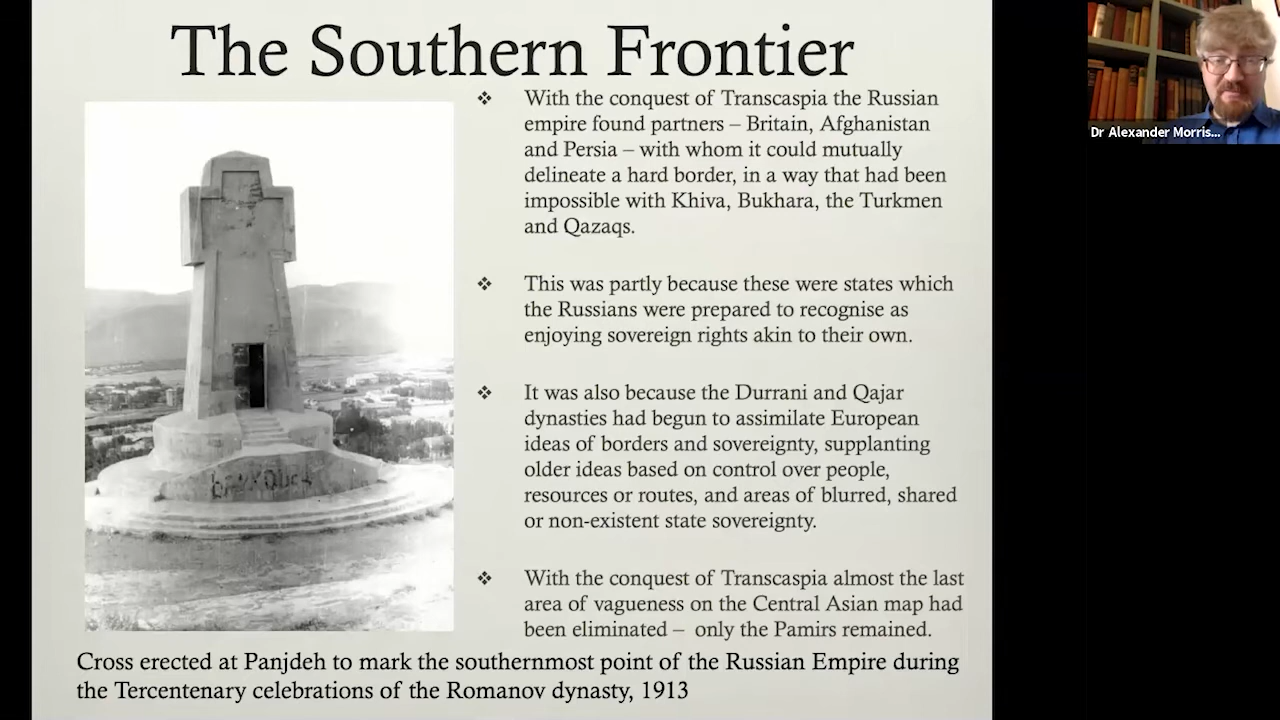 The Southern Frontier
❖ With the conquest of Transcaspia the Russian
empire found partners – Britain, Afghanistan
and Persia – with whom it could mutually
delineate a hard border, in a way that had been
impossible with Khiva, Bukhara, the Turkmen
and Qazaqs.
❖ This was partly because these were states which
the Russians were prepared to recognise as
enjoying sovereign rights akin to their own.
❖ It was also because the Durrani and Qajar
dynasties had begun to assimilate European
ideas of borders and sovereignty, supplanting
older ideas based on control over people,
resources or routes, and areas of blurred, shared
or non-existent state sovereignty.
❖ With the conquest of Transcaspia almost the last
area of vagueness on the Central Asian map had
been eliminated – only the Pamirs remained.
Cross erected at Panjdeh to mark the southernmost point of the Russian Empire during
the Tercentenary celebrations of the Romanov dynasty, 1913
Dr Alexander Morris...